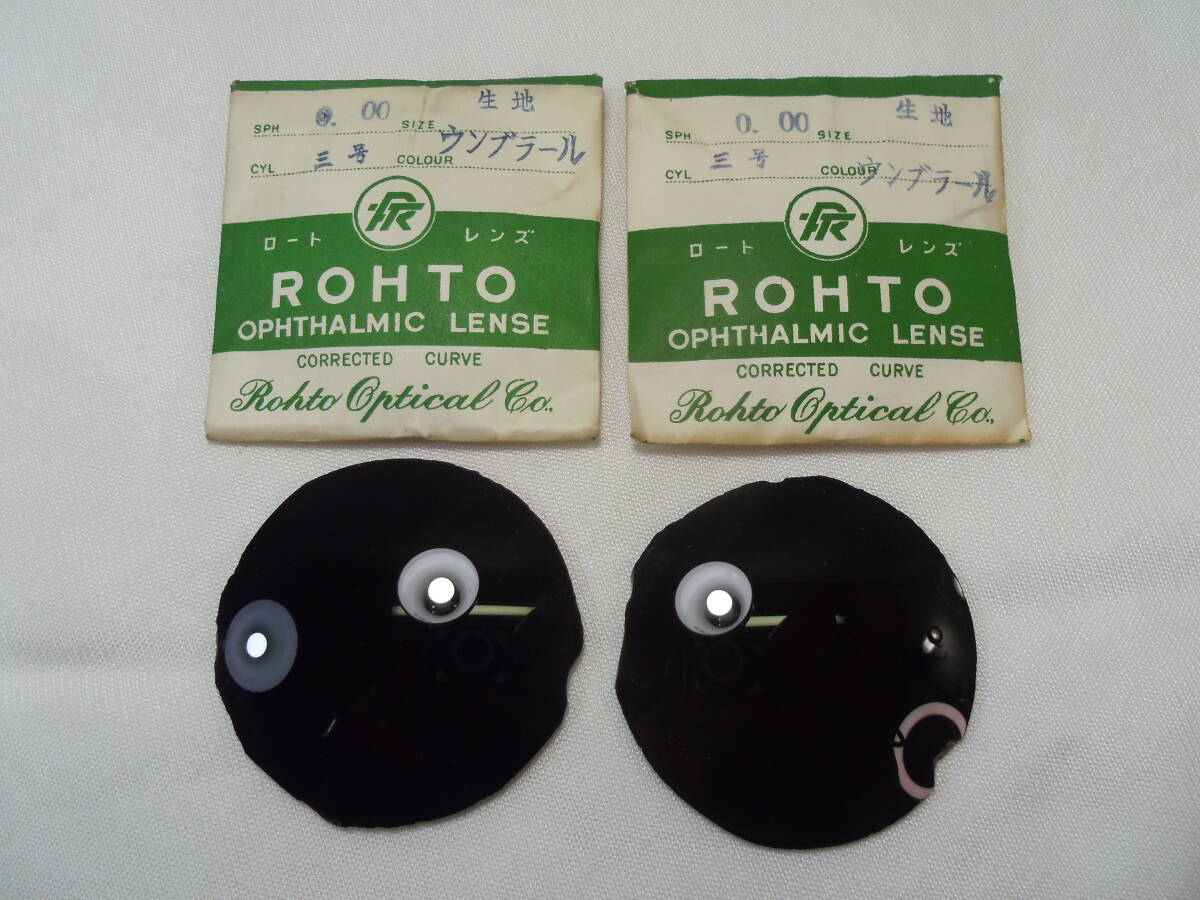 生地
SPH 0.00 SIZE
CYL 三号 COLOUR ウンブラール
ロート レンズ
ROHTO
OPHTHALMIC LENSE
CORRECTED CURVE
Rohto Optical Co.,
生地
SPH 0.00 SIZE
CYL 三号 COLOUR ウンブラール
ロート レンズ
ROHTO
OPHTHALMIC LENSE
CORRECTED CURVE
Rohto Optical Co.,